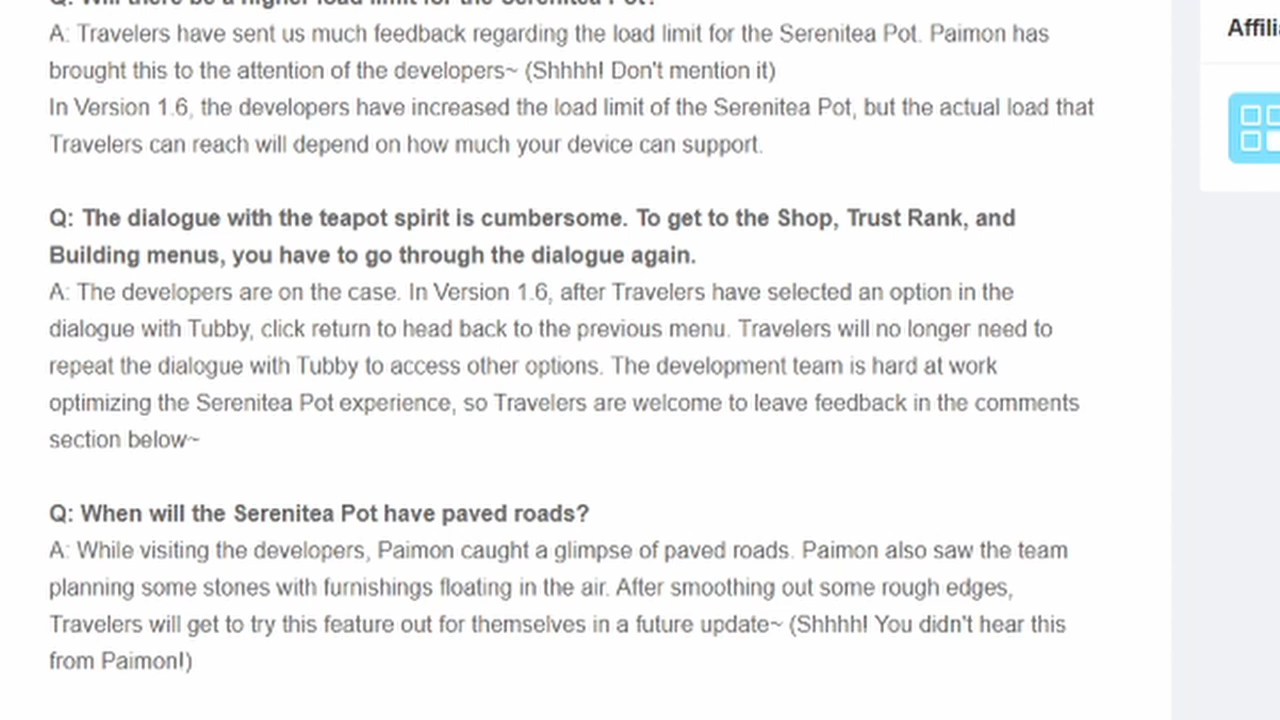 Q: Will there be a higher load limit for the Serenitea Pot?
A: Travelers have sent us much feedback regarding the load limit for the Serenitea Pot. Paimon has
brought this to the attention of the developers~ (Shhhh! Don't mention it)
In Version 1.6, the developers have increased the load limit of the Serenitea Pot, but the actual load that
Travelers can reach will depend on how much your device can support.
Q: The dialogue with the teapot spirit is cumbersome. To get to the Shop, Trust Rank, and
Building menus, you have to go through the dialogue again.
A: The developers are on the case. In Version 1.6, after Travelers have selected an option in the
dialogue with Tubby, click return to head back to the previous menu. Travelers will no longer need to
repeat the dialogue with Tubby to access other options. The development team is hard at work
optimizing the Serenitea Pot experience, so Travelers are welcome to leave feedback in the comments
section below~
Q: When will the Serenitea Pot have paved roads?
A: While visiting the developers, Paimon caught a glimpse of paved roads. Paimon also saw the team
planning some stones with furnishings floating in the air. After smoothing out some rough edges,
Travelers will get to try this feature out for themselves in a future update~ (Shhhh! You didn't hear this
from Paimon!)